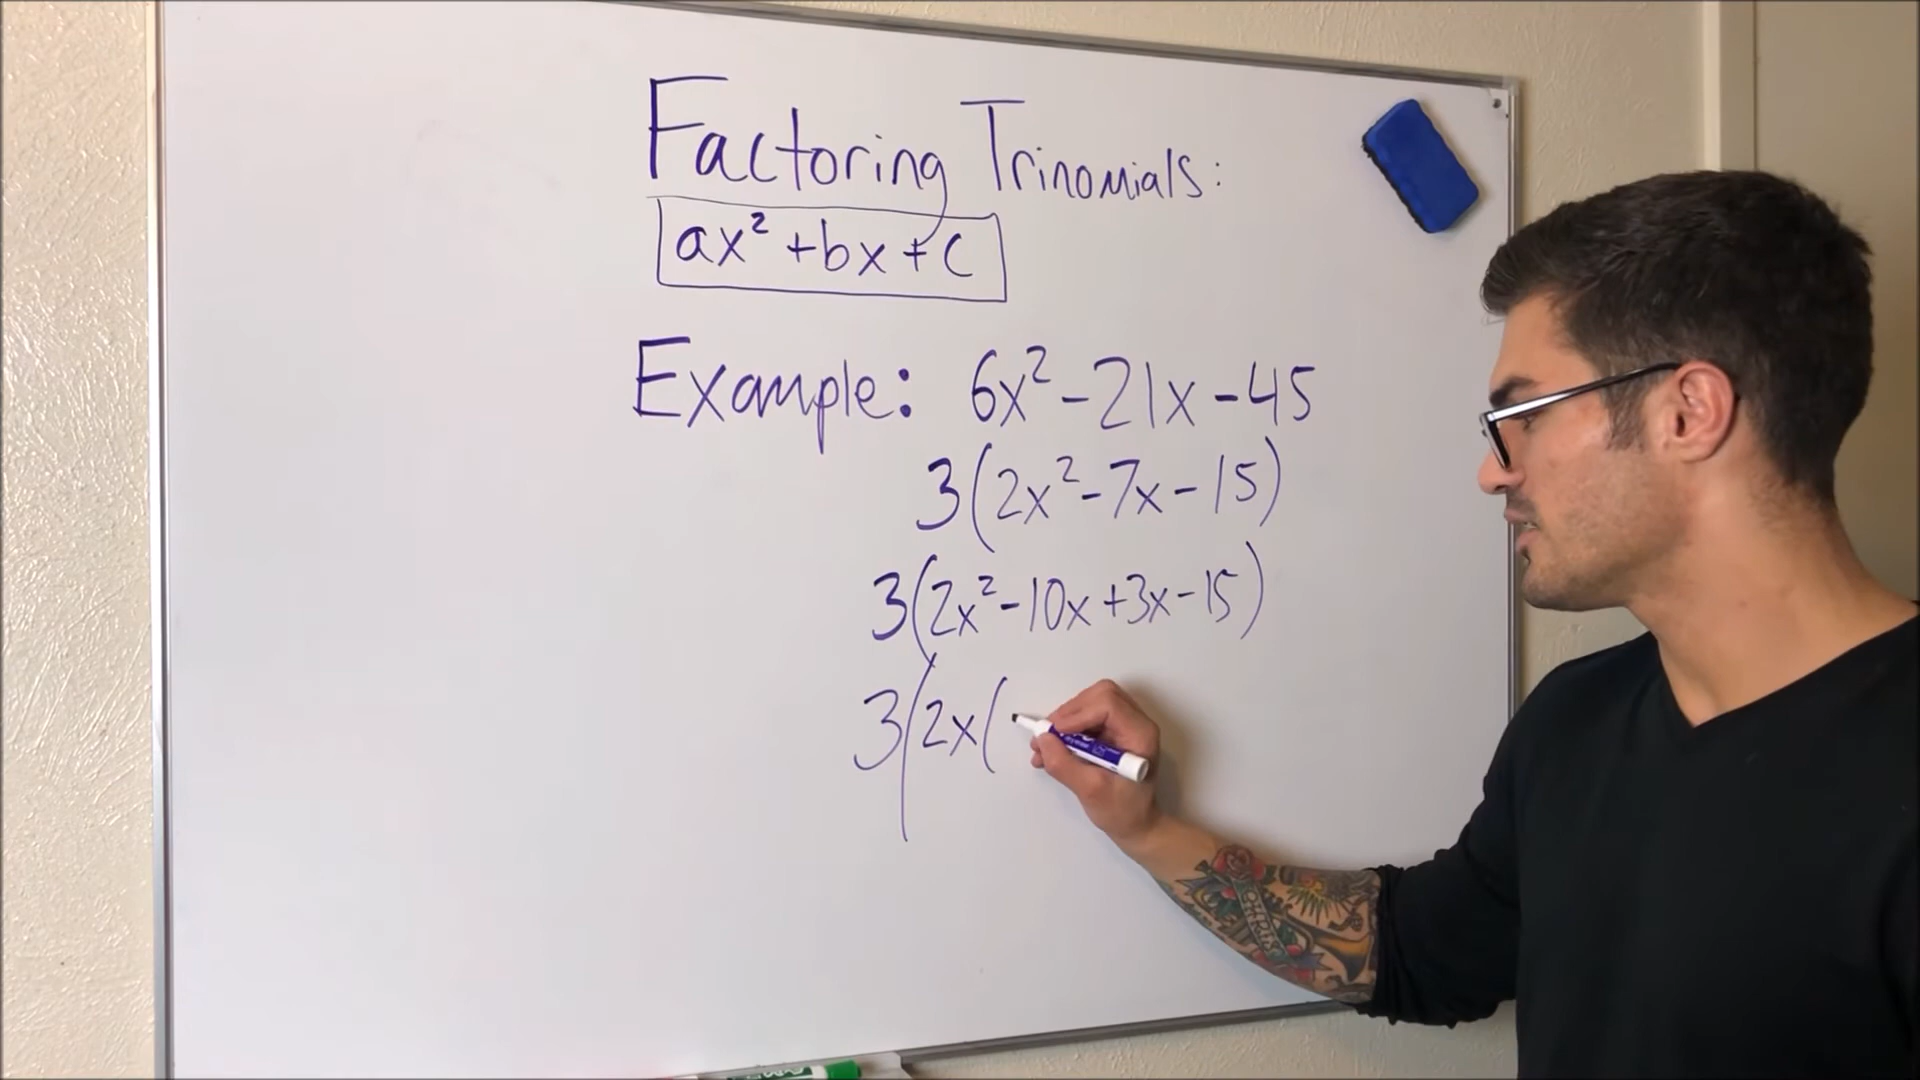 Factoring Trinomials:
ax² + bx + c
Example: 6x² - 21x - 45
3(2x² - 7x - 15)
3(2x² - 10x + 3x - 15)
3(2x(